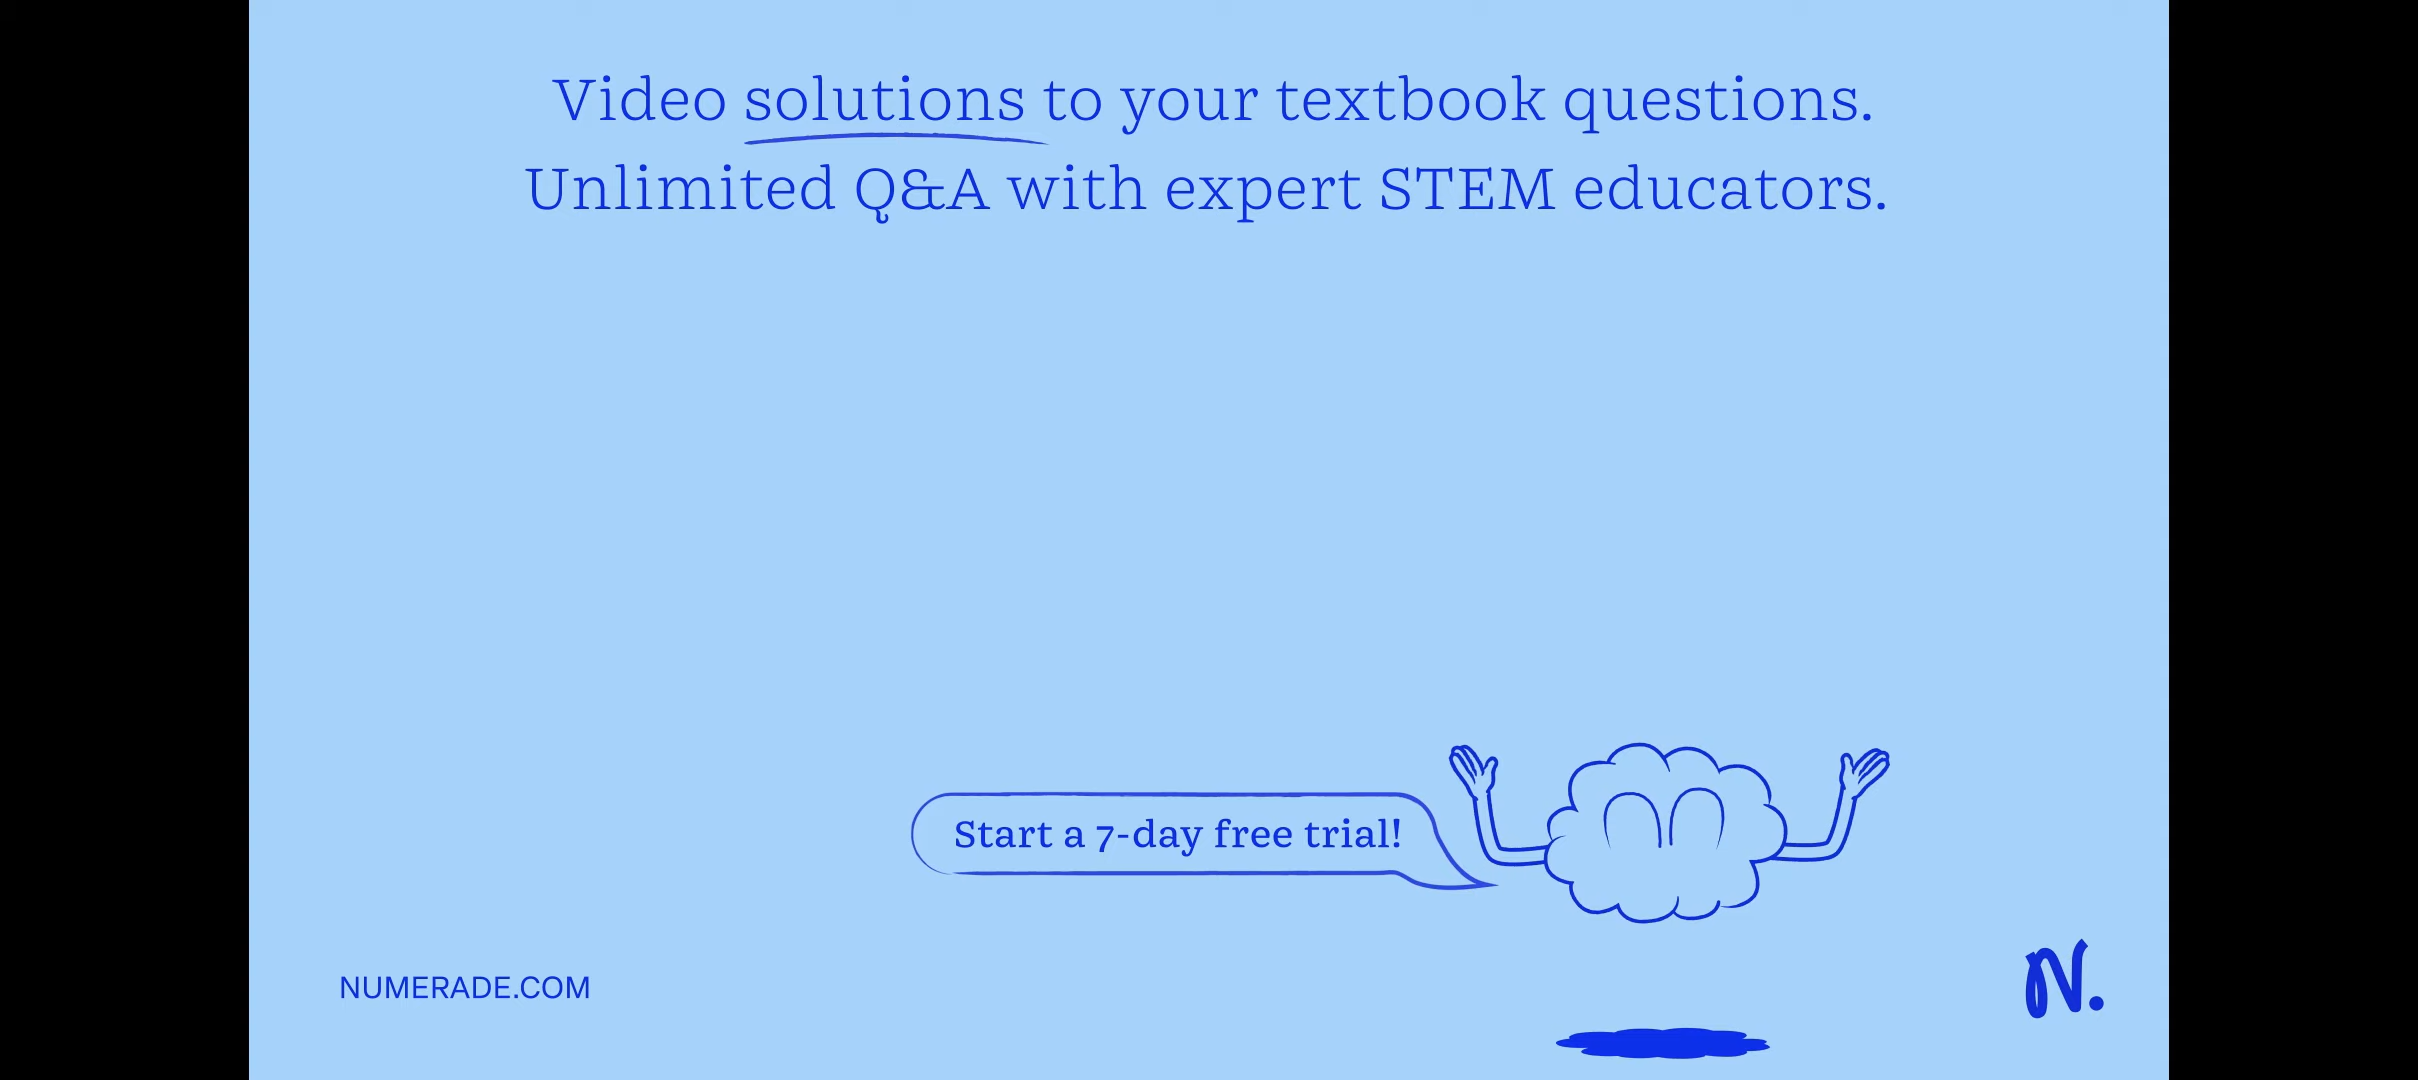 Video solutions to your textbook questions.
Unlimited Q&A with expert STEM educators.
Start a 7-day free trial!
NUMERADE.COM
N.